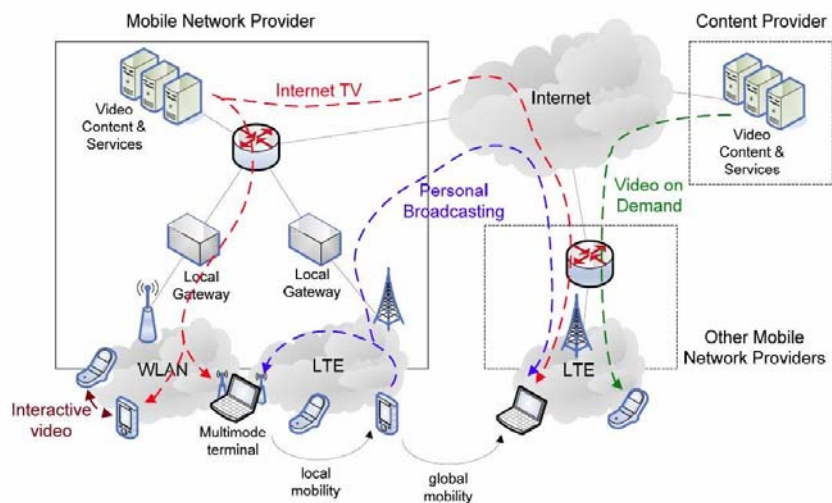 Mobile Network Provider
Content Provider
Internet TV
Internet
Video
Content &
Services
Video
Content &
Services
Personal
Broadcasting
Video on
Demand
Local
Gateway
Local
Gateway
Other Mobile
Network Providers
WLAN
LTE
LTE
Interactive
video
Multimode
terminal
local
mobility
global
mobility